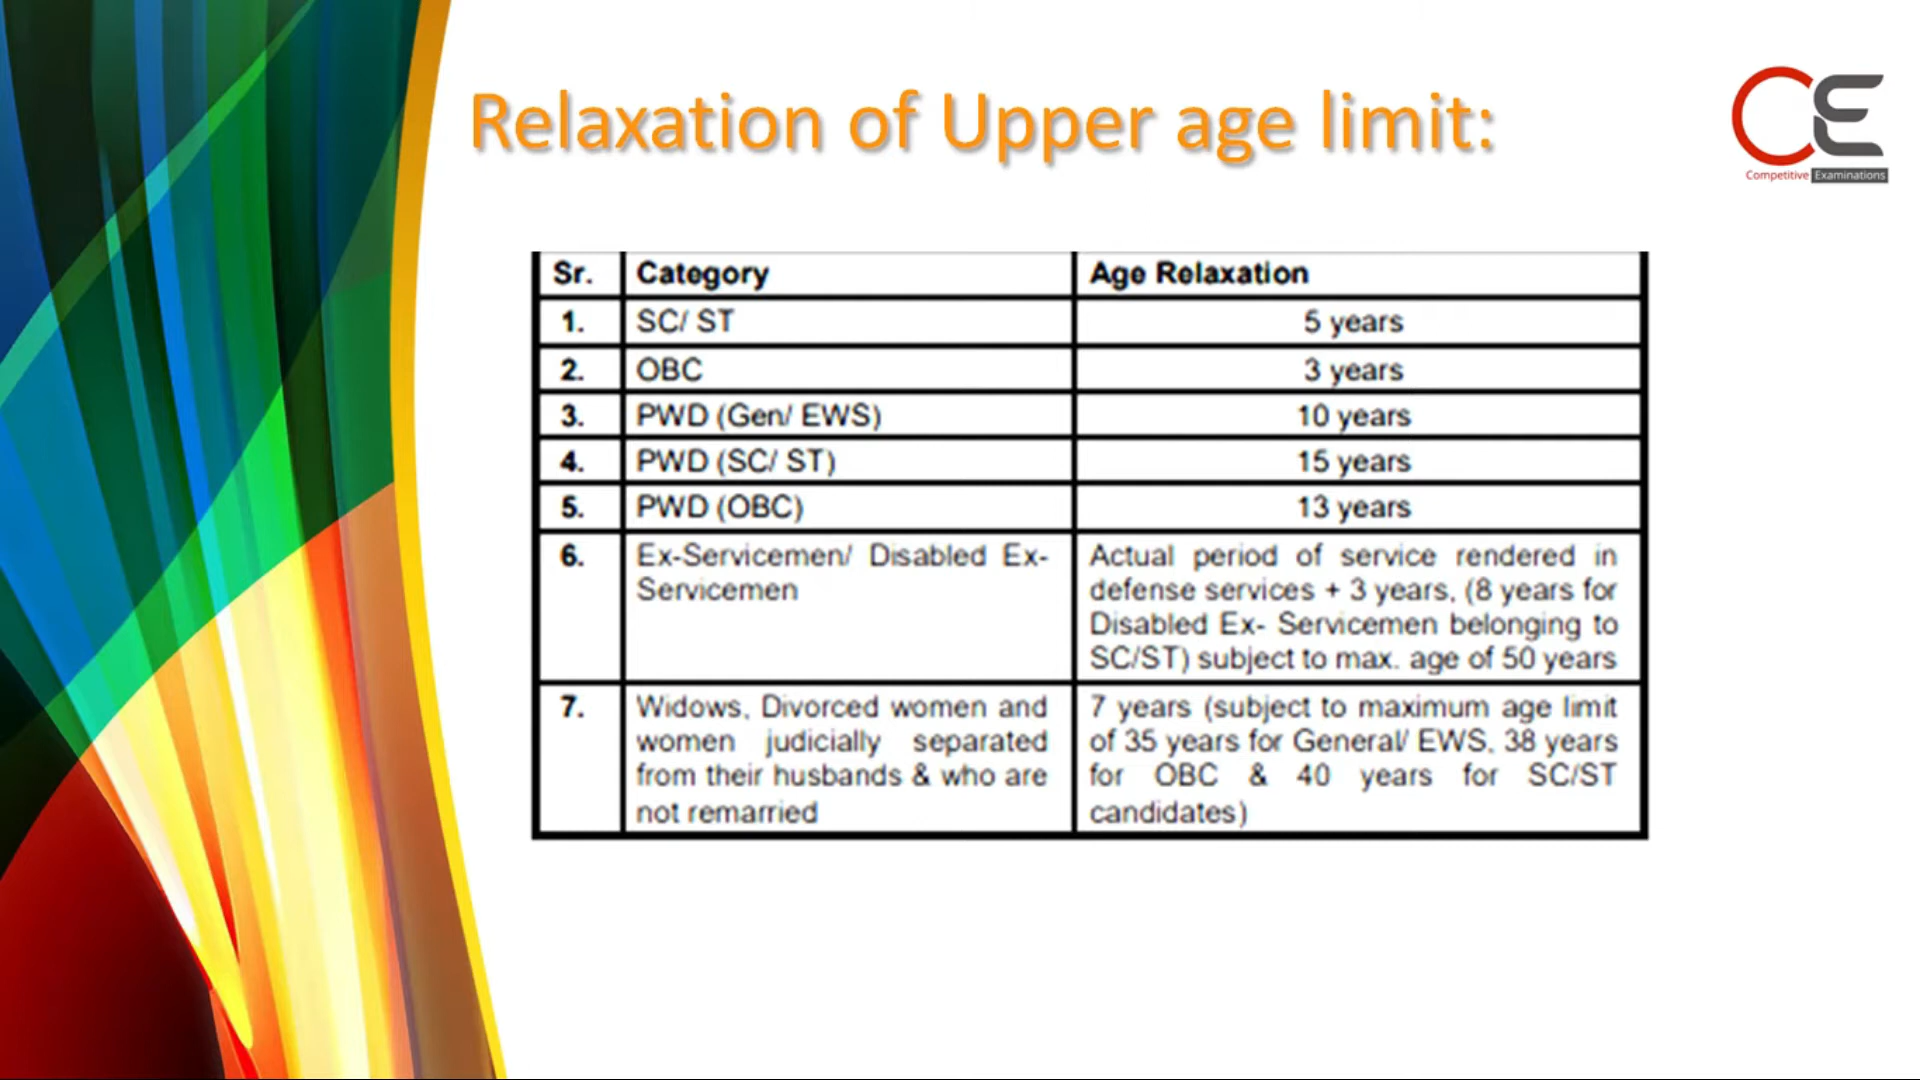 Relaxation of Upper age limit:
CE
Competitive Examinations
Sr. Category Age Relaxation
1. SC/ ST 5 years
2. OBC 3 years
3. PWD (Gen/ EWS) 10 years
4. PWD (SC/ ST) 15 years
5. PWD (OBC) 13 years
6. Ex-Servicemen/ Disabled Ex- Actual period of service rendered in
Servicemen defense services + 3 years, (8 years for
Disabled Ex- Servicemen belonging to
SC/ST) subject to max. age of 50 years
7. Widows, Divorced women and 7 years (subject to maximum age limit
women judicially separated of 35 years for General/ EWS, 38 years
from their husbands & who are for OBC & 40 years for SC/ST
not remarried candidates)